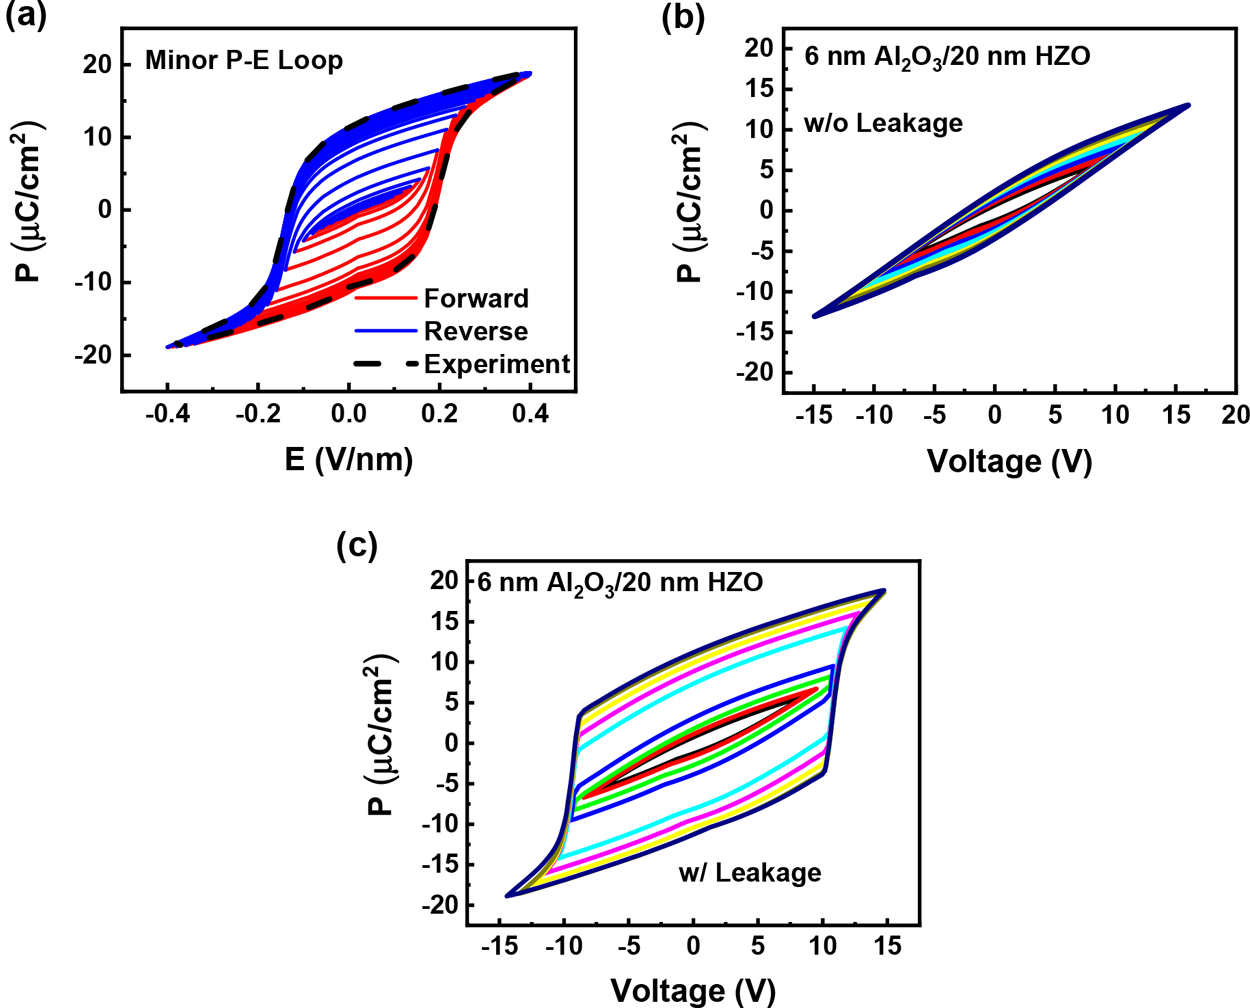 (a)
Minor P-E Loop
20
10
0
-10
-20
P (μC/cm²)
Forward
Reverse
Experiment
-0.4 -0.2 0.0 0.2 0.4
E (V/nm)
(b)
6 nm Al₂O₃/20 nm HZO
w/o Leakage
20
15
10
5
0
-5
-10
-15
-20
P (μC/cm²)
-15 -10 -5 0 5 10 15 20
Voltage (V)
(c)
6 nm Al₂O₃/20 nm HZO
20
15
10
5
0
-5
-10
-15
-20
P (μC/cm²)
w/ Leakage
-15 -10 -5 0 5 10 15
Voltage (V)